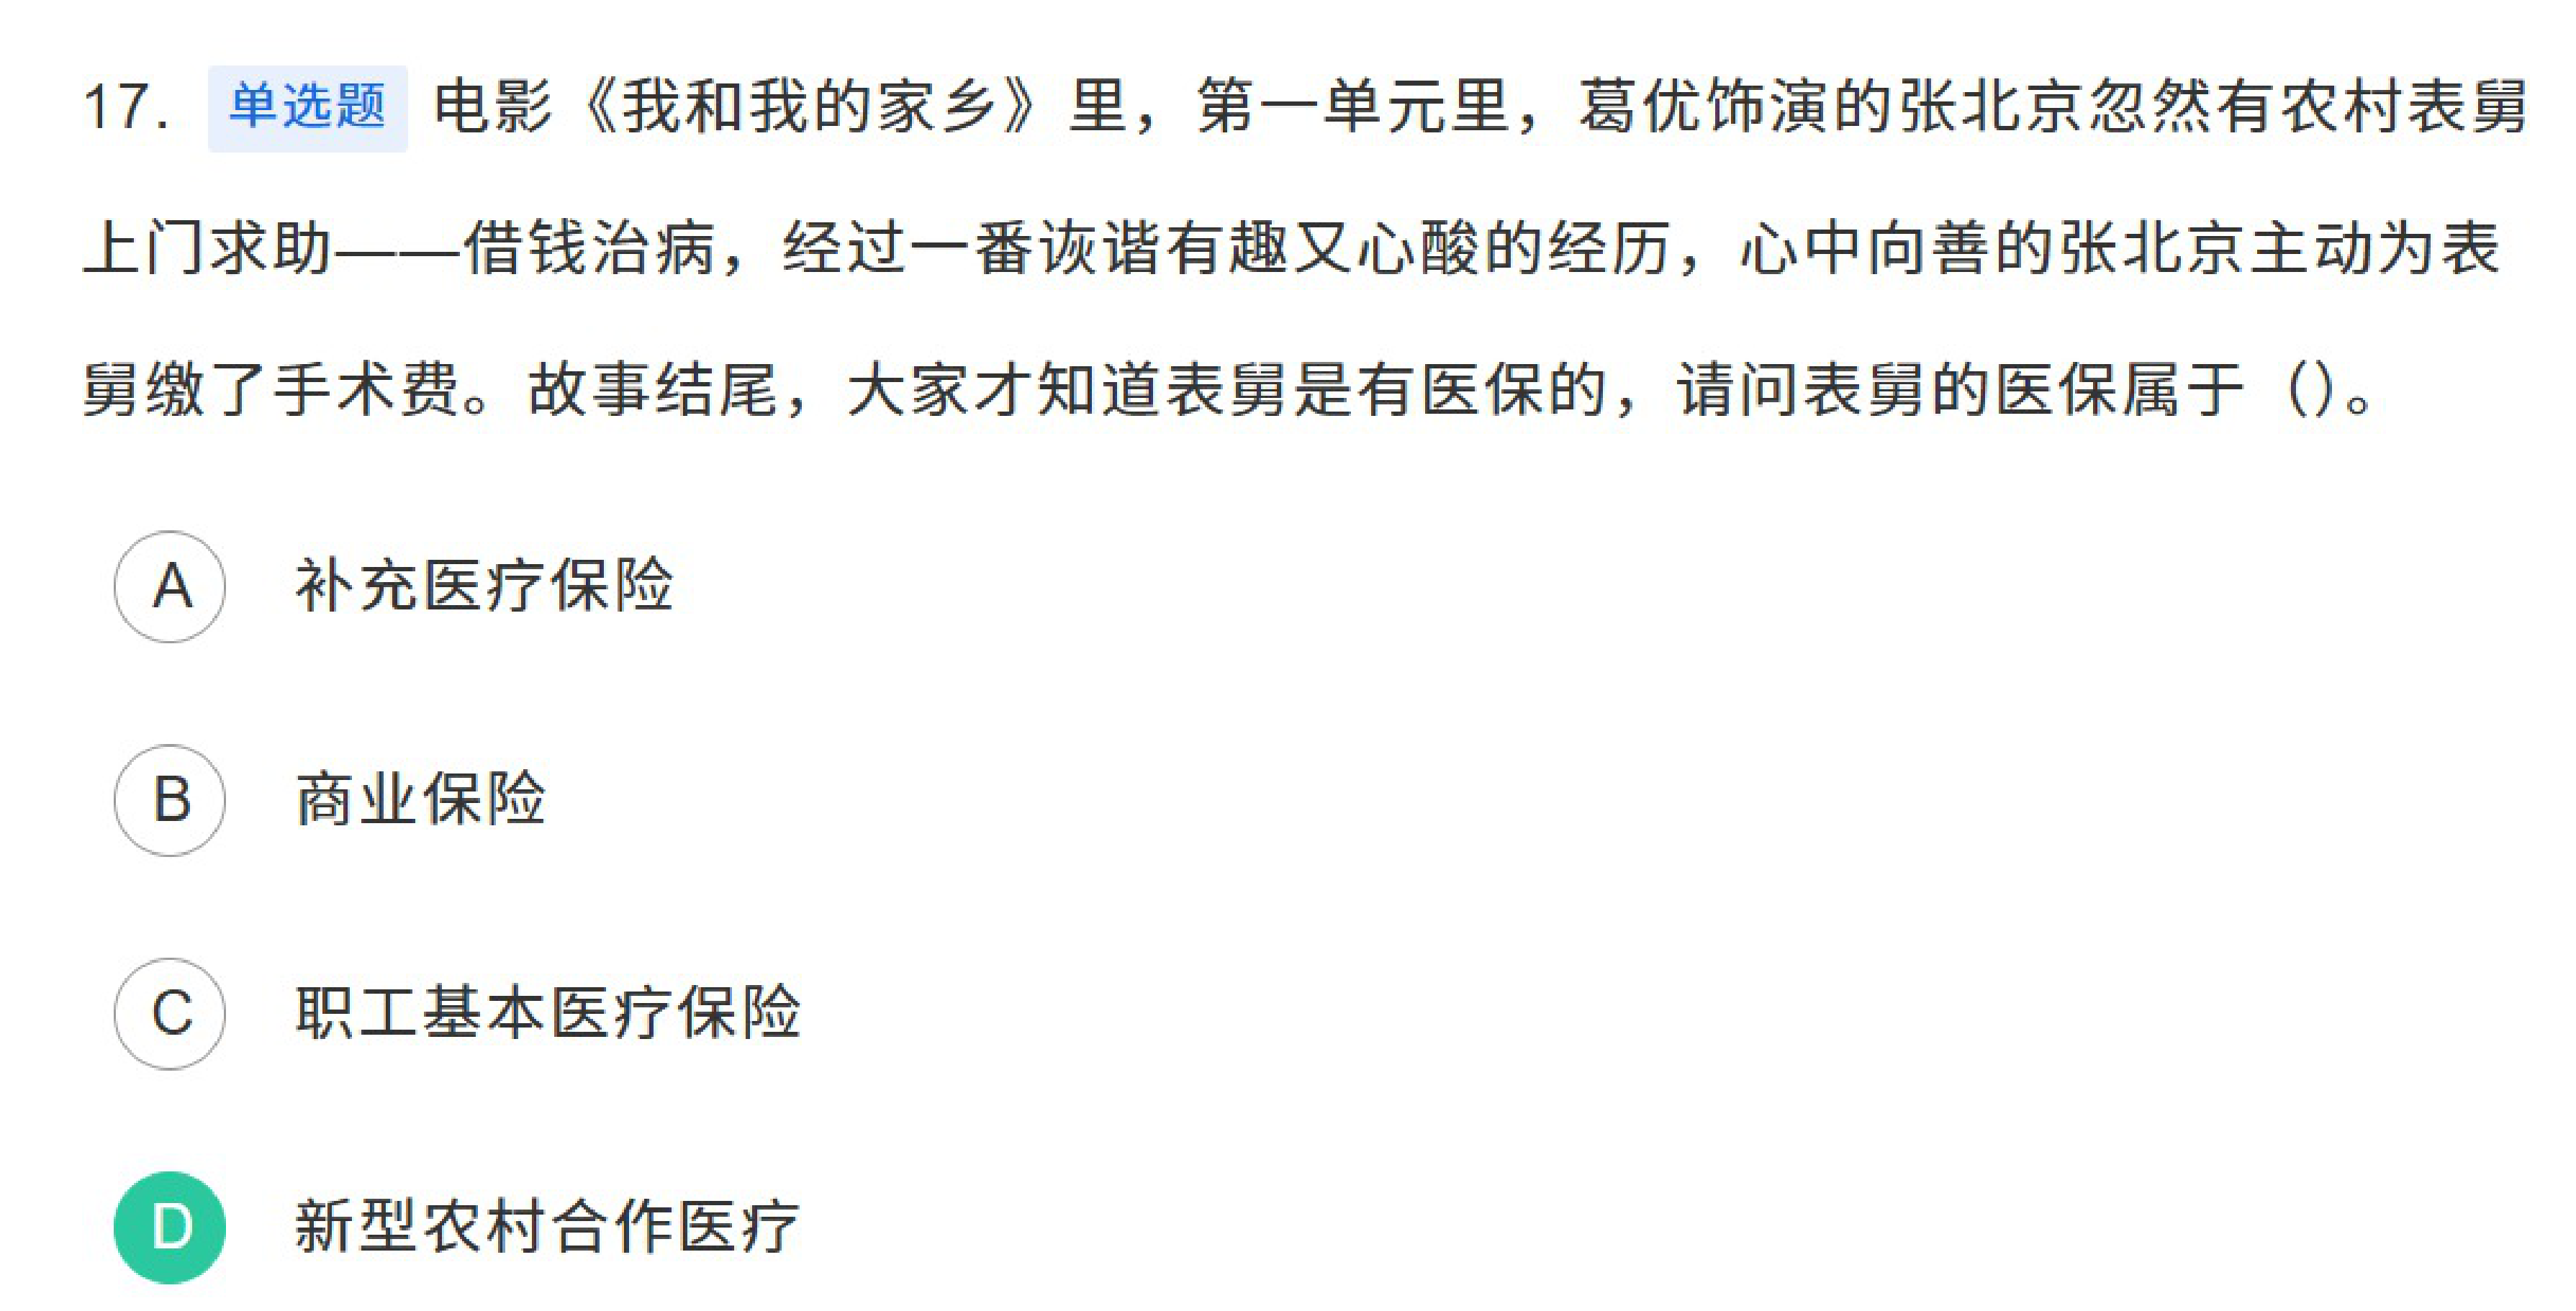 17. 单选题 电影《我和我的家乡》里，第一单元里，葛优饰演的张北京忽然有农村表舅
上门求助——借钱治病，经过一番诙谐有趣又心酸的经历，心中向善的张北京主动为表
舅缴了手术费。故事结尾，大家才知道表舅是有医保的，请问表舅的医保属于（）。
A 补充医疗保险
B 商业保险
C 职工基本医疗保险
D 新型农村合作医疗